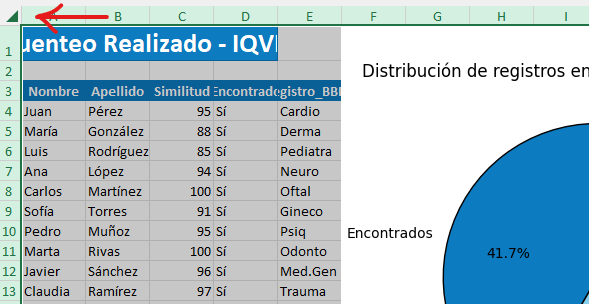 A B C D E F G H I
1 uenteo Realizado - IQVI Distribución de registros en
2
3 Nombre Apellido Similitud Encontrado gistro_BBI
4 Juan Pérez 95 Sí Cardio
5 María González 88 Sí Derma
6 Luis Rodríguez 85 Sí Pediatra
7 Ana López 94 Sí Neuro
8 Carlos Martínez 100 Sí Oftal
9 Sofía Torres 91 Sí Gineco
10 Pedro Muñoz 95 Sí Psiq Encontrados
11 Marta Rivas 100 Sí Odonto 41.7%
12 Javier Sánchez 96 Sí Med.Gen
13 Claudia Ramírez 97 Sí Trauma